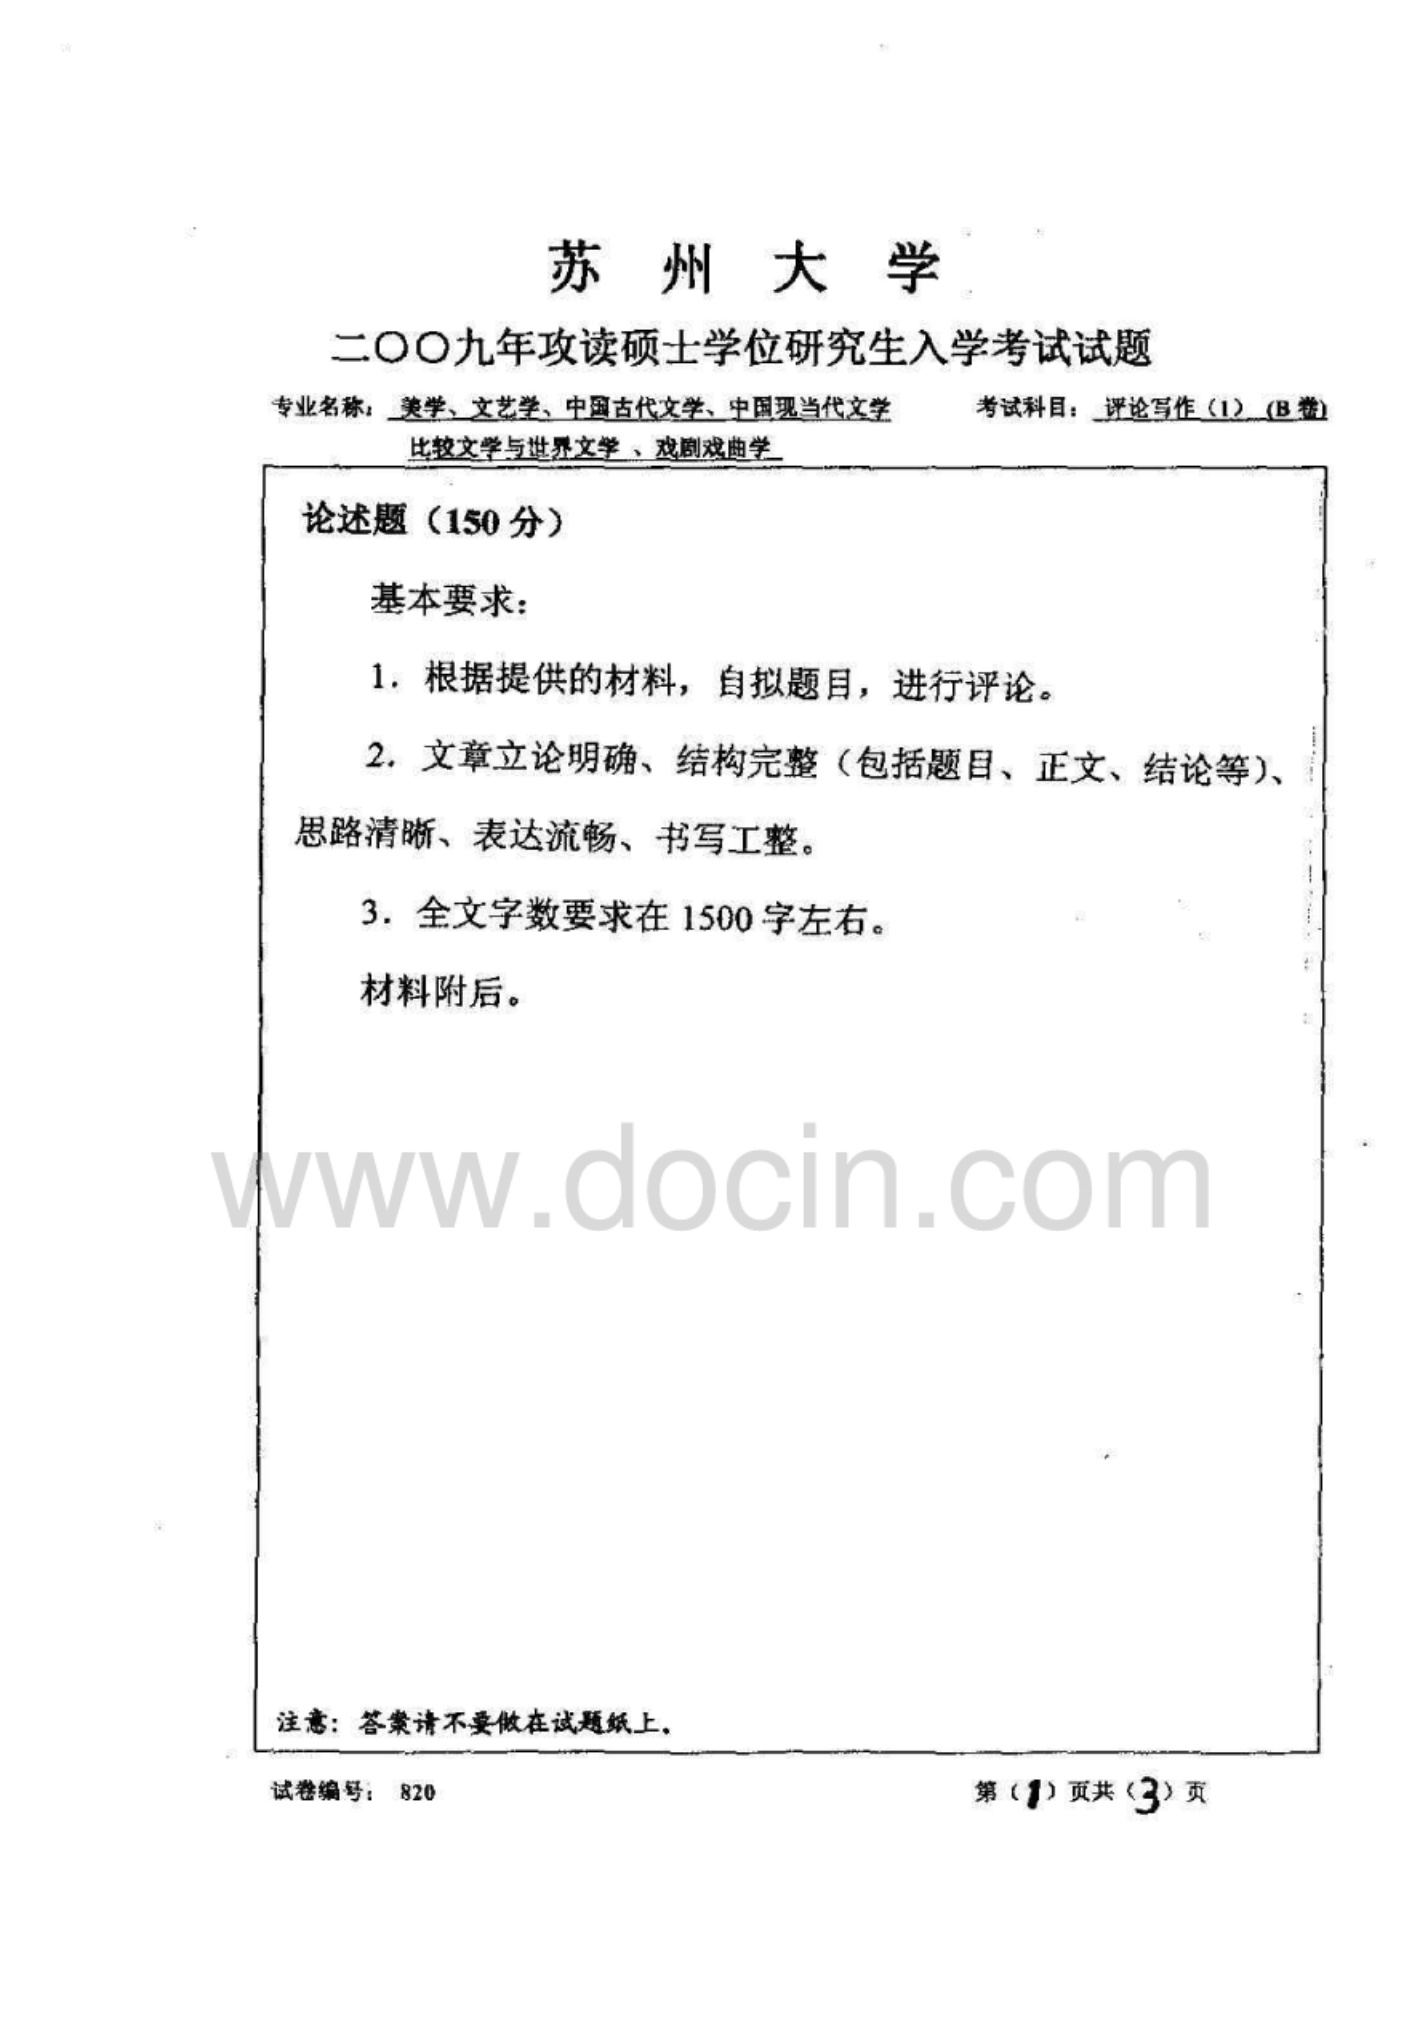 苏州大学
二〇〇九年攻读硕士学位研究生入学考试试题
专业名称: 美学、文艺学、中国古代文学、中国现当代文学 考试科目: 评论写作(1) (B卷)
比较文学与世界文学、戏剧戏曲学
论述题(150分)
基本要求:
1. 根据提供的材料,自拟题目,进行评论。
2. 文章立论明确、结构完整(包括题目、正文、结论等)、
思路清晰、表达流畅、书写工整。
3. 全文字数要求在 1500 字左右。
材料附后。
www.docin.com
注意: 答案请不要做在试题纸上.
试卷编号: 820 第(1)页共(3)页